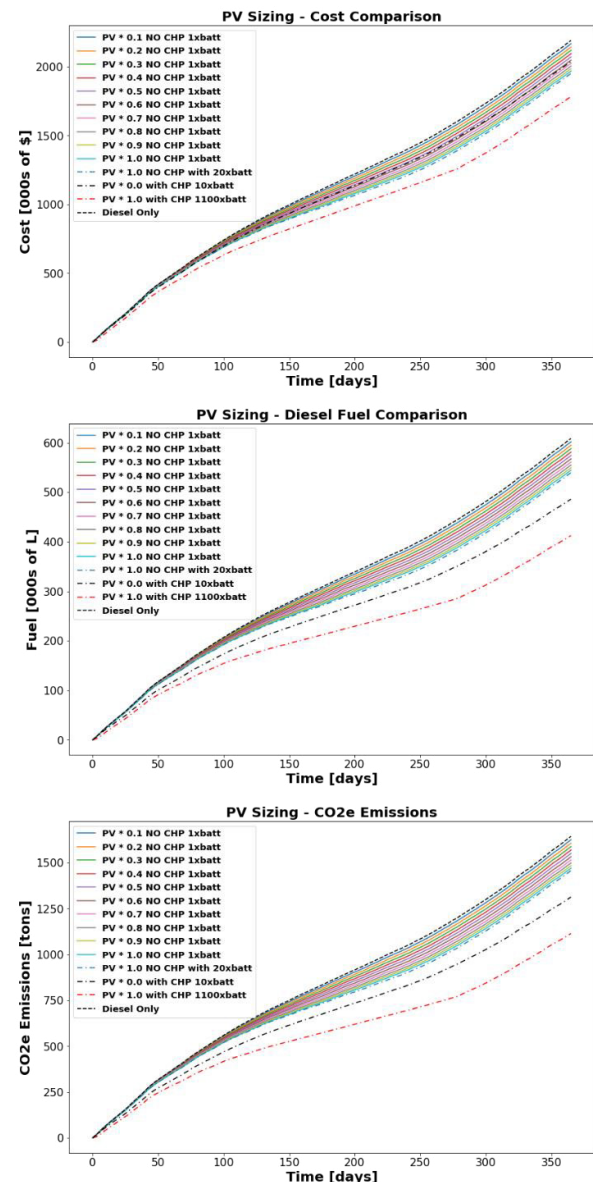 PV Sizing - Cost Comparison
PV * 0.1 NO CHP 1xbatt
PV * 0.2 NO CHP 1xbatt
PV * 0.3 NO CHP 1xbatt
PV * 0.4 NO CHP 1xbatt
PV * 0.5 NO CHP 1xbatt
PV * 0.6 NO CHP 1xbatt
PV * 0.7 NO CHP 1xbatt
PV * 0.8 NO CHP 1xbatt
PV * 0.9 NO CHP 1xbatt
PV * 1.0 NO CHP 1xbatt
PV * 1.0 NO CHP with 20xbatt
PV * 0.0 with CHP 10xbatt
PV * 1.0 with CHP 1100xbatt
Diesel Only
Cost [000s of $]
2000
1500
1000
500
0
0 50 100 150 200 250 300 350
Time [days]
PV Sizing - Diesel Fuel Comparison
PV * 0.1 NO CHP 1xbatt
PV * 0.2 NO CHP 1xbatt
PV * 0.3 NO CHP 1xbatt
PV * 0.4 NO CHP 1xbatt
PV * 0.5 NO CHP 1xbatt
PV * 0.6 NO CHP 1xbatt
PV * 0.7 NO CHP 1xbatt
PV * 0.8 NO CHP 1xbatt
PV * 0.9 NO CHP 1xbatt
PV * 1.0 NO CHP 1xbatt
PV * 1.0 NO CHP with 20xbatt
PV * 0.0 with CHP 10xbatt
PV * 1.0 with CHP 1100xbatt
Diesel Only
Fuel [000s of L]
600
500
400
300
200
100
0
0 50 100 150 200 250 300 350
Time [days]
PV Sizing - CO2e Emissions
PV * 0.1 NO CHP 1xbatt
PV * 0.2 NO CHP 1xbatt
PV * 0.3 NO CHP 1xbatt
PV * 0.4 NO CHP 1xbatt
PV * 0.5 NO CHP 1xbatt
PV * 0.6 NO CHP 1xbatt
PV * 0.7 NO CHP 1xbatt
PV * 0.8 NO CHP 1xbatt
PV * 0.9 NO CHP 1xbatt
PV * 1.0 NO CHP 1xbatt
PV * 1.0 NO CHP with 20xbatt
PV * 0.0 with CHP 10xbatt
PV * 1.0 with CHP 1100xbatt
Diesel Only
CO2e Emissions [tons]
1500
1250
1000
750
500
250
0
0 50 100 150 200 250 300 350
Time [days]